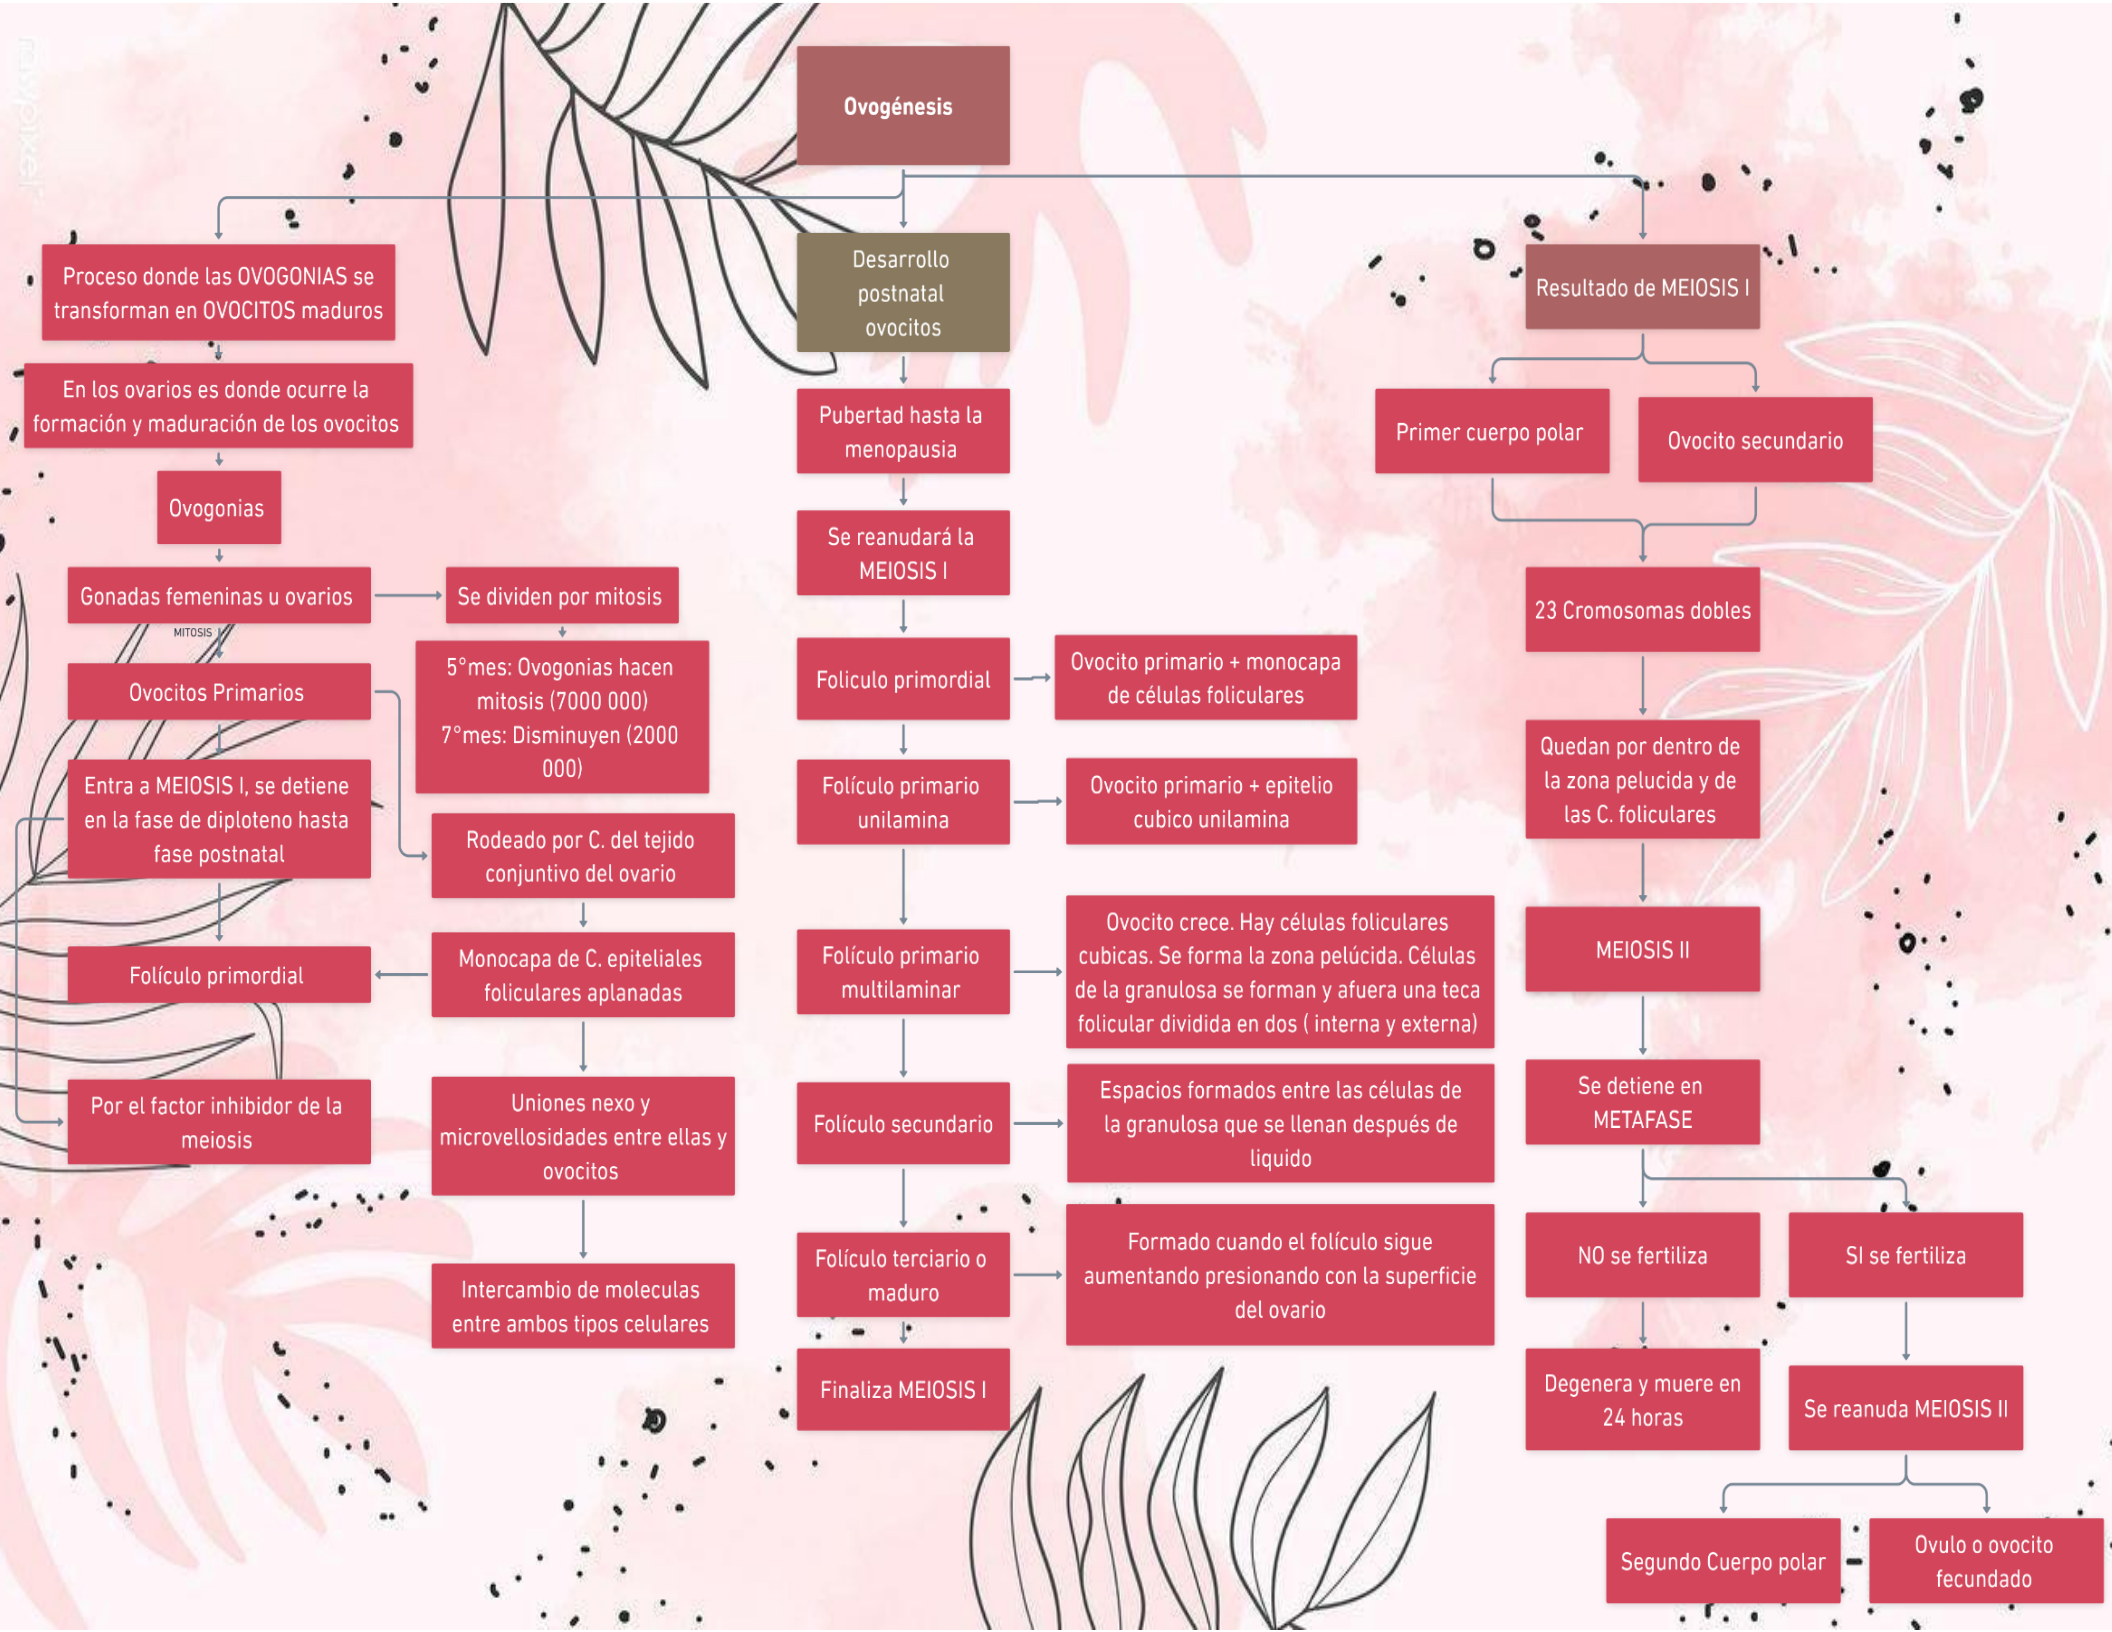 rawpixel
Ovogénesis
Proceso donde las OVOGONIAS se
transforman en OVOCITOS maduros
En los ovarios es donde ocurre la
formación y maduración de los ovocitos
Ovogonias
Gonadas femeninas u ovarios
Se dividen por mitosis
MITOSIS
5°mes: Ovogonias hacen
mitosis (7000 000)
7°mes: Disminuyen (2000
000)
Ovocitos Primarios
Entra a MEIOSIS I, se detiene
en la fase de diploteno hasta
fase postnatal
Rodeado por C. del tejido
conjuntivo del ovario
Folículo primordial
Monocapa de C. epiteliales
foliculares aplanadas
Por el factor inhibidor de la
meiosis
Uniones nexo y
microvellosidades entre ellas y
ovocitos
Intercambio de moleculas
entre ambos tipos celulares
Desarrollo
postnatal
ovocitos
Pubertad hasta la
menopausia
Se reanudará la
MEIOSIS I
Foliculo primordial
Ovocito primario + monocapa
de células foliculares
Folículo primario
unilamina
Ovocito primario + epitelio
cubico unilamina
Folículo primario
multilaminar
Ovocito crece. Hay células foliculares
cubicas. Se forma la zona pelúcida. Células
de la granulosa se forman y afuera una teca
folicular dividida en dos ( interna y externa)
Folículo secundario
Espacios formados entre las células de
la granulosa que se llenan después de
liquido
Folículo terciario o
maduro
Formado cuando el folículo sigue
aumentando presionando con la superficie
del ovario
Finaliza MEIOSIS I
Resultado de MEIOSIS I
Primer cuerpo polar
Ovocito secundario
23 Cromosomas dobles
Quedan por dentro de
la zona pelucida y de
las C. foliculares
MEIOSIS II
Se detiene en
METAFASE
NO se fertiliza
SI se fertiliza
Degenera y muere en
24 horas
Se reanuda MEIOSIS II
Segundo Cuerpo polar
Ovulo o ovocito
fecundado